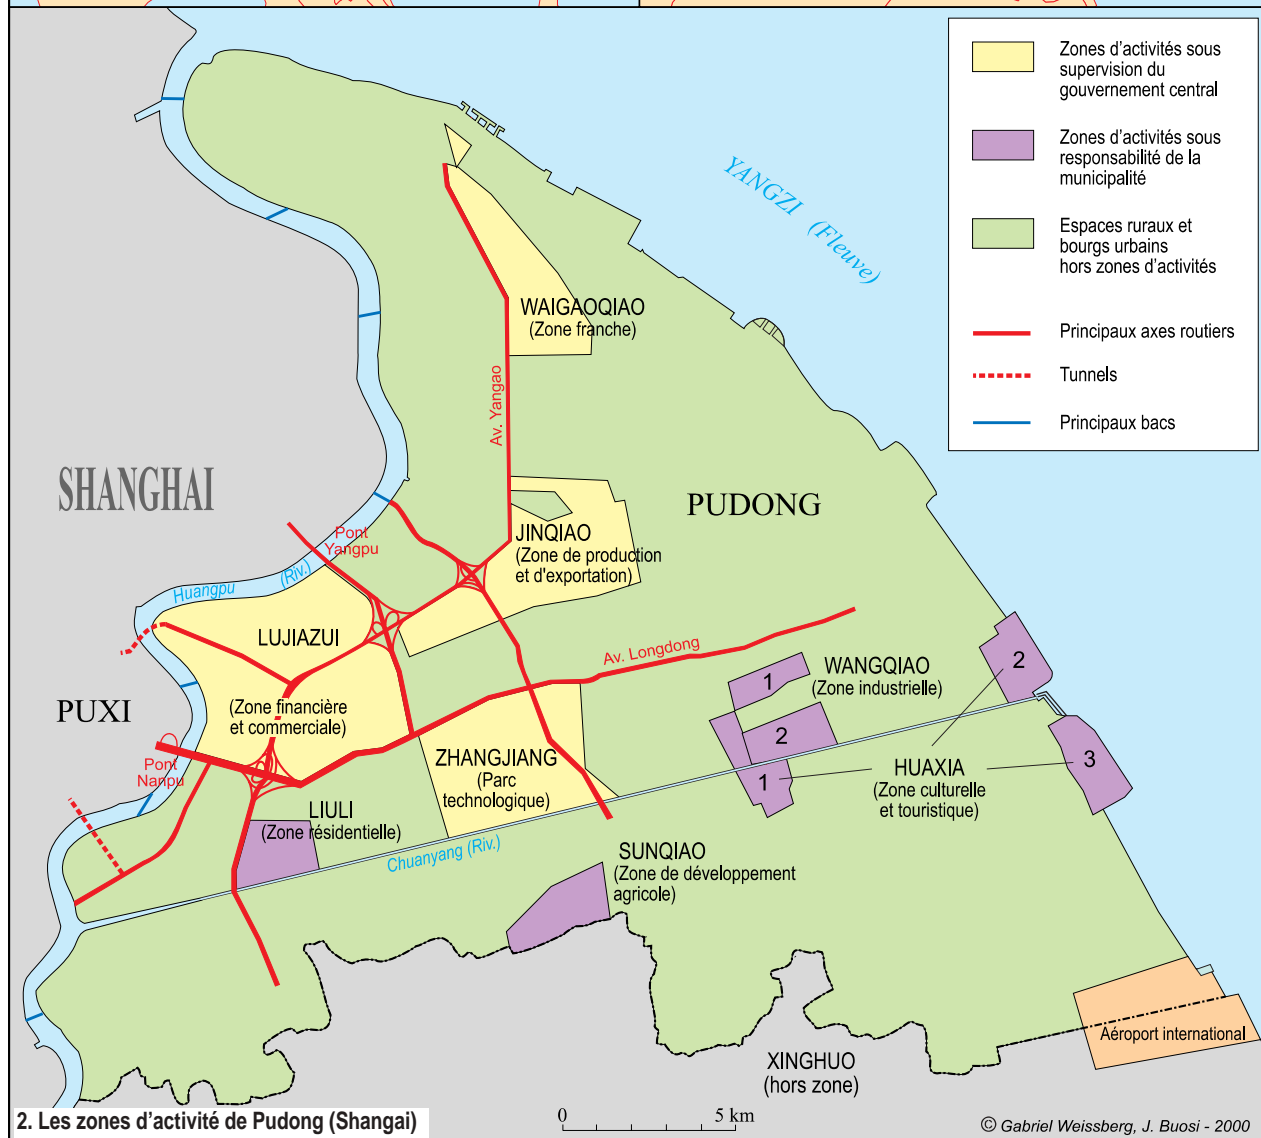 Zones d'activités sous
supervision du
gouvernement central
Zones d'activités sous
responsabilité de la
municipalité
Espaces ruraux et
bourgs urbains
hors zones d'activités
Principaux axes routiers
Tunnels
Principaux bacs
YANGZI (Fleuve)
WAIGAOQIAO
(Zone franche)
Av. Yangao
SHANGHAI
PUDONG
Pont
Yangpu
JINQIAO
(Zone de production
et d'exportation)
Huangpu (Riv.)
LUJIAZUI
(Zone financière
et commerciale)
Av. Longdong
PUXI
WANGQIAO
(Zone industrielle)
1
2
1
2
3
Pont
Nanpu
ZHANGJIANG
(Parc
technologique)
HUAXIA
(Zone culturelle
et touristique)
LIULI
(Zone résidentielle)
Chuanyang (Riv.)
SUNQIAO
(Zone de développement
agricole)
Aéroport international
XINGHUO
(hors zone)
2. Les zones d'activité de Pudong (Shangai)
0 5 km
© Gabriel Weissberg, J. Buosi - 2000